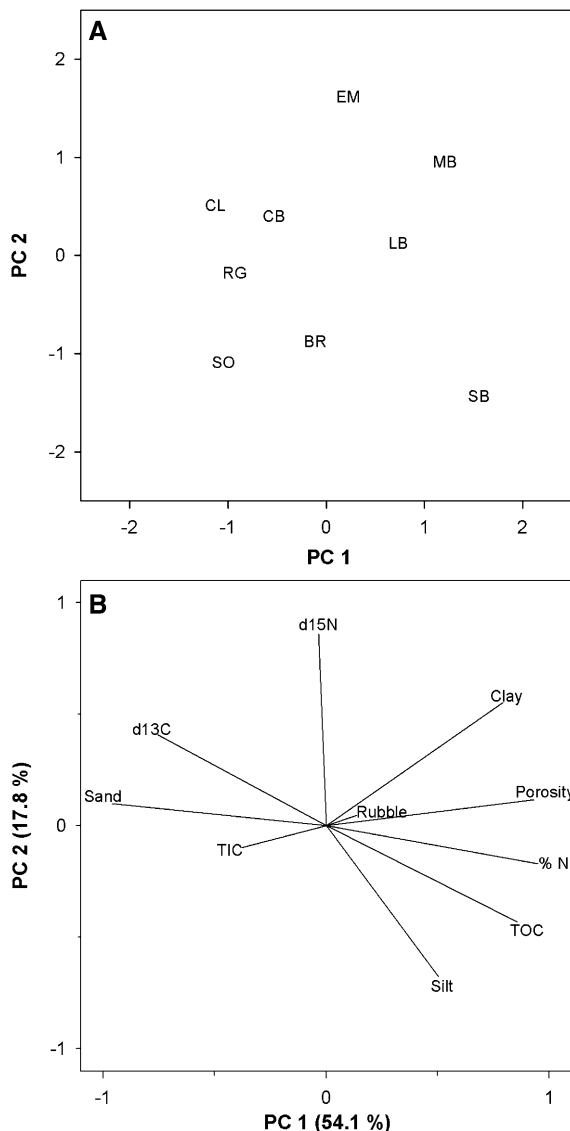 A
2
EM
MB
1
CL
CB
LB
0
RG
BR
-1
SO
SB
-2
PC 2
-2 -1 0 1 2
PC 1
B
1
d15N
Clay
d13C
Sand
Porosity
Rubble
0
TIC
% N
TOC
Silt
-1
PC 2 (17.8 %)
-1 0 1
PC 1 (54.1 %)